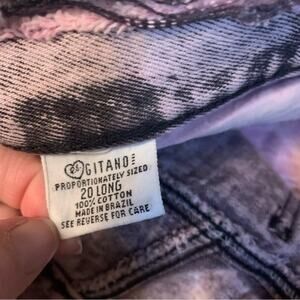 GITANO
PROPORTIONATELY SIZED
20 LONG
100% COTTON
MADE IN BRAZIL
SEE REVERSE FOR CARE